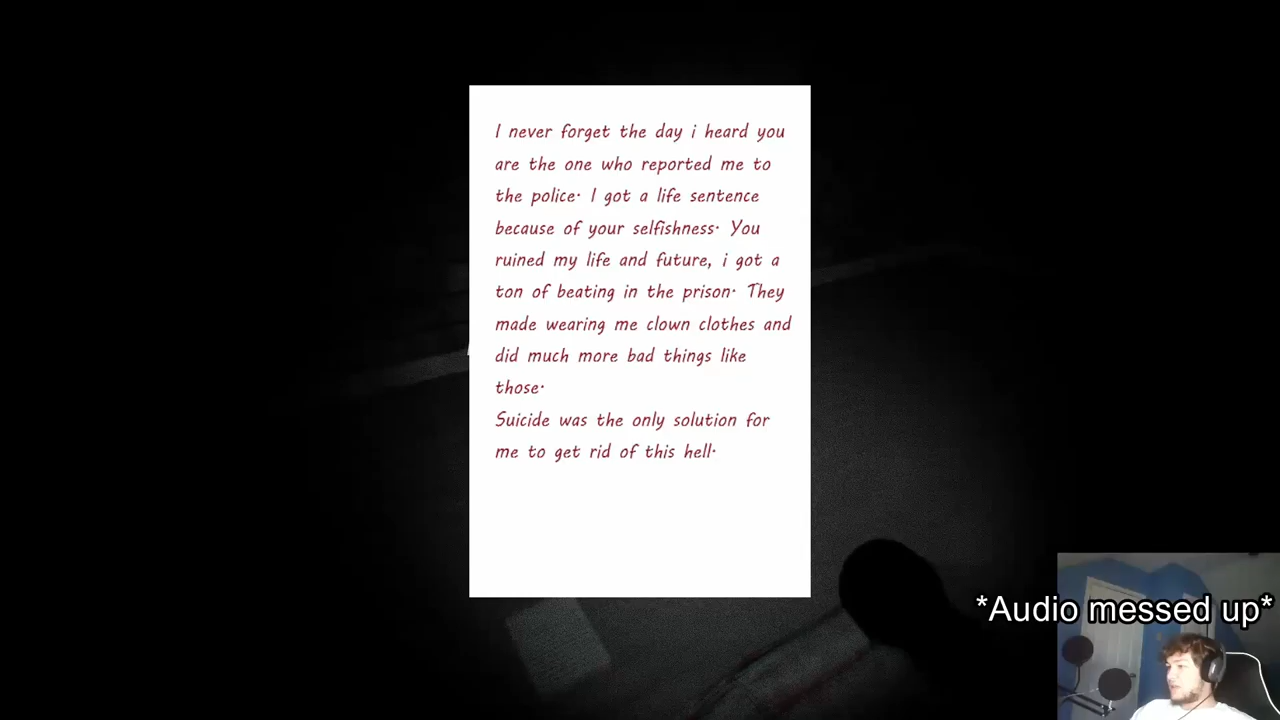 I never forget the day i heard you
are the one who reported me to
the police. I got a life sentence
because of your selfishness. You
ruined my life and future, i got a
ton of beating in the prison. They
made wearing me clown clothes and
did much more bad things like
those.
Suicide was the only solution for
me to get rid of this hell.
*Audio messed up*